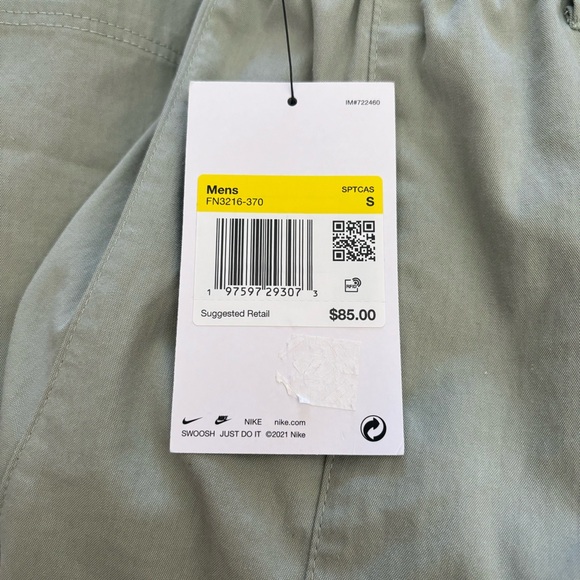 IM#722460
Mens SPTCAS
FN3216-370 S
1 97597 29307 3
RFID
Suggested Retail $85.00
NIKE nike.com
SWOOSH JUST DO IT ©2021 Nike